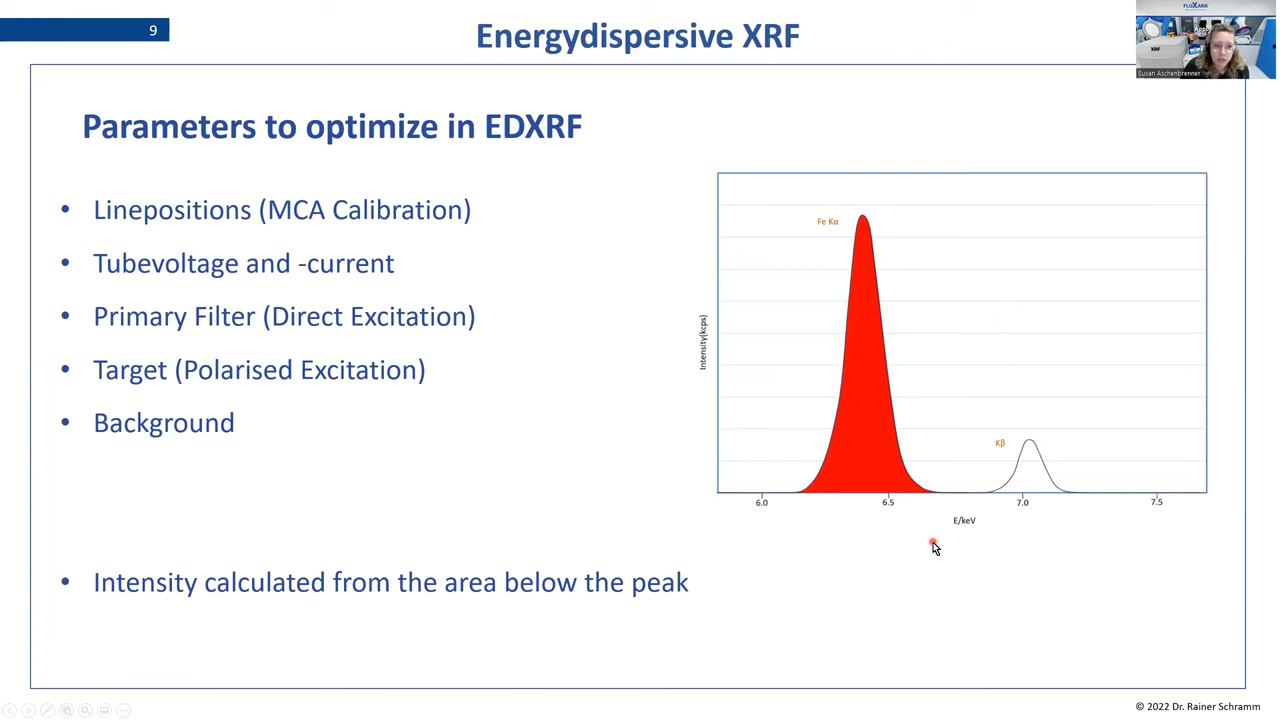 9
Energydispersive XRF
FLUXANA
XRF
Susan Aschenbrenner
Parameters to optimize in EDXRF
• Linepositions (MCA Calibration)
• Tubevoltage and -current
• Primary Filter (Direct Excitation)
• Target (Polarised Excitation)
• Background
• Intensity calculated from the area below the peak
Fe Kα
Kβ
Intensity(kcps)
6.0 6.5 7.0 7.5
E/keV
© 2022 Dr. Rainer Schramm